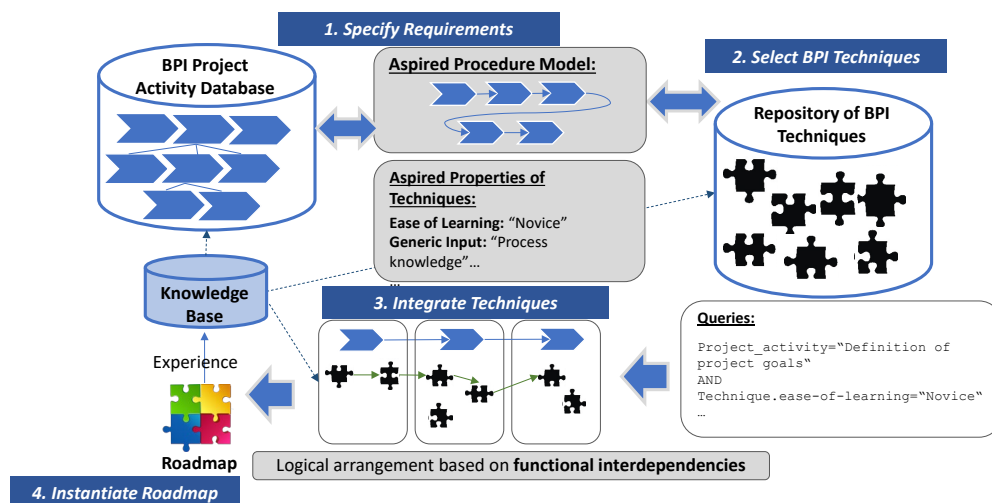 1. Specify Requirements
BPI Project
Activity Database
Aspired Procedure Model:
2. Select BPI Techniques
Repository of BPI
Techniques
Aspired Properties of
Techniques:
Ease of Learning: “Novice”
Generic Input: “Process
knowledge”…
…
Knowledge
Base
3. Integrate Techniques
Queries:
Project_activity=“Definition of
project goals“
AND
Technique.ease-of-learning=“Novice“
…
Experience
Roadmap
Logical arrangement based on functional interdependencies
4. Instantiate Roadmap